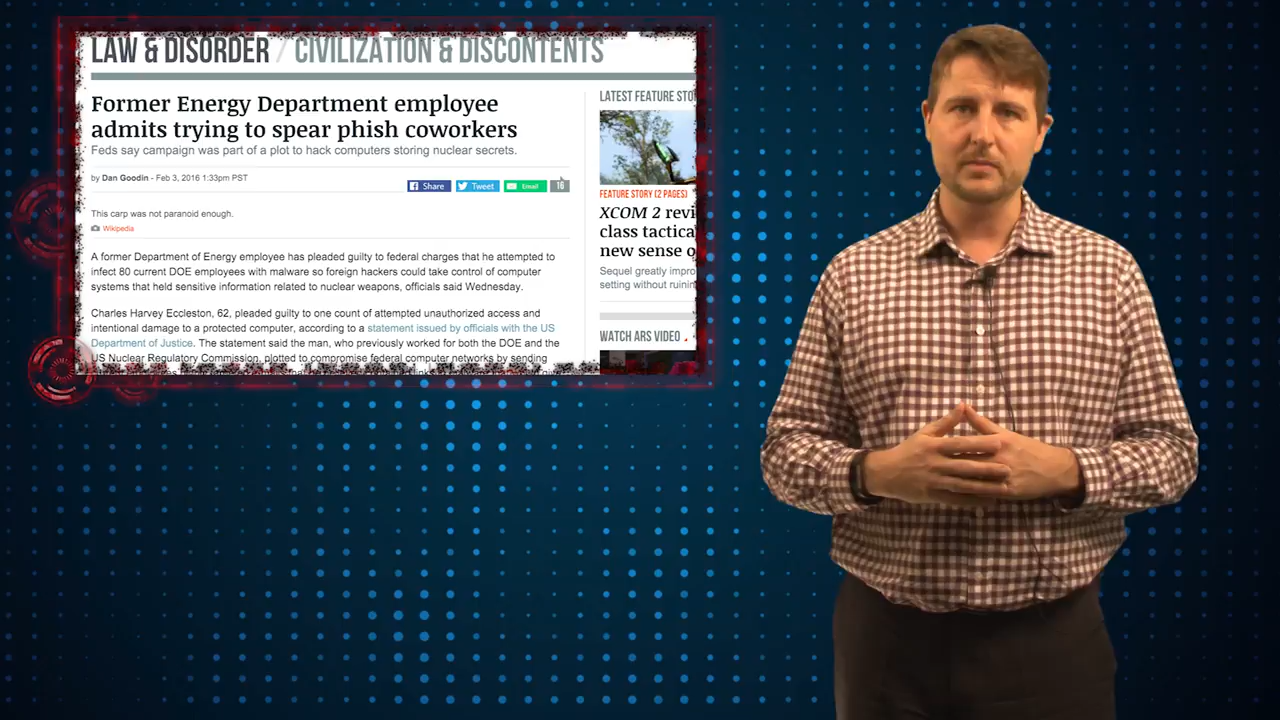 LAW & DISORDER / CIVILIZATION & DISCONTENTS
Former Energy Department employee
admits trying to spear phish coworkers
Feds say campaign was part of a plot to hack computers storing nuclear secrets.
by Dan Goodin - Feb 3, 2016 1:33pm PST
Share
Tweet
Email
16
This carp was not paranoid enough.
Wikipedia
A former Department of Energy employee has pleaded guilty to federal charges that he attempted to
infect 80 current DOE employees with malware so foreign hackers could take control of computer
systems that held sensitive information related to nuclear weapons, officials said Wednesday.
Charles Harvey Eccleston, 62, pleaded guilty to one count of attempted unauthorized access and
intentional damage to a protected computer, according to a statement issued by officials with the US
Department of Justice. The statement said the man, who previously worked for both the DOE and the
US Nuclear Regulatory Commission, plotted to compromise federal computer networks by sending
LATEST FEATURE STO
FEATURE STORY (2 PAGES)
XCOM 2 revi
class tactica
new sense o
Sequel greatly impro
setting without ruinin
WATCH ARS VIDEO